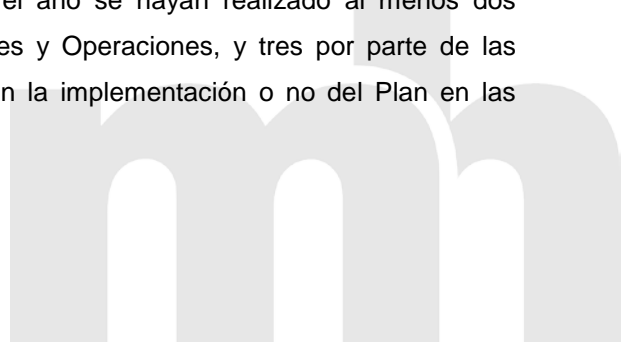 el año se hayan realizado al menos dos
es y Operaciones, y tres por parte de las
n la implementación o no del Plan en las